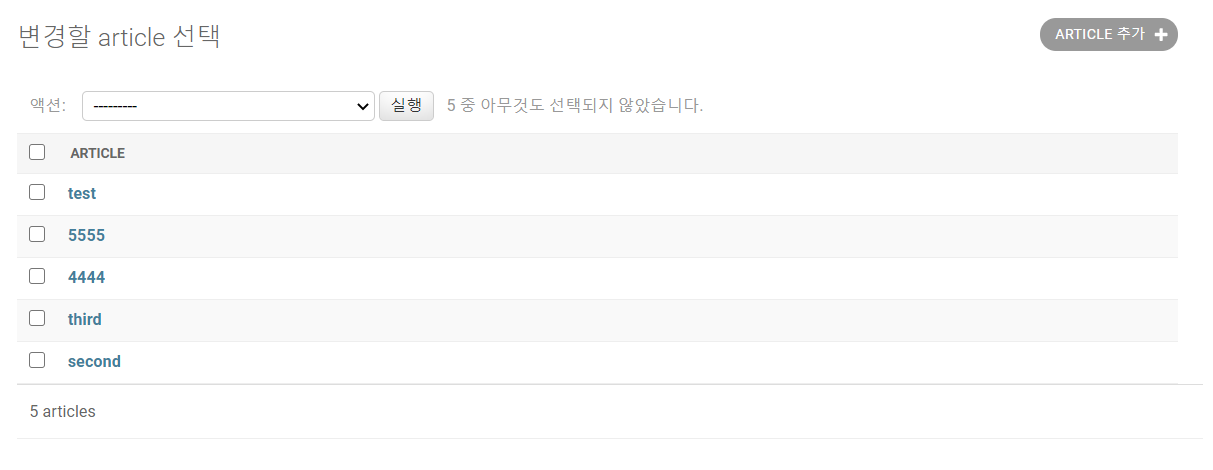 변경할 article 선택
ARTICLE 추가
액션: --------- 실행 5 중 아무것도 선택되지 않았습니다.
ARTICLE
test
5555
4444
third
second
5 articles